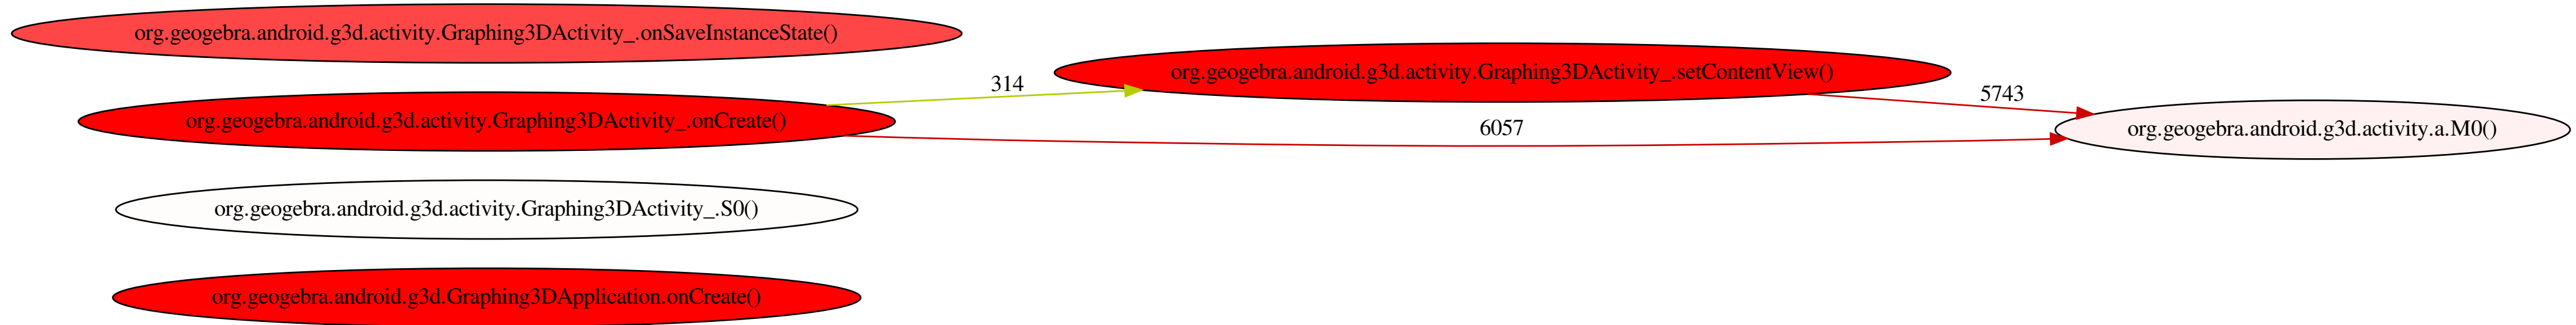 org.geogebra.android.g3d.activity.Graphing3DActivity_.onSaveInstanceState()
314
org.geogebra.android.g3d.activity.Graphing3DActivity_.setContentView()
5743
org.geogebra.android.g3d.activity.Graphing3DActivity_.onCreate()
6057
org.geogebra.android.g3d.activity.a.M0()
org.geogebra.android.g3d.activity.Graphing3DActivity_.S0()
org.geogebra.android.g3d.Graphing3DApplication.onCreate()